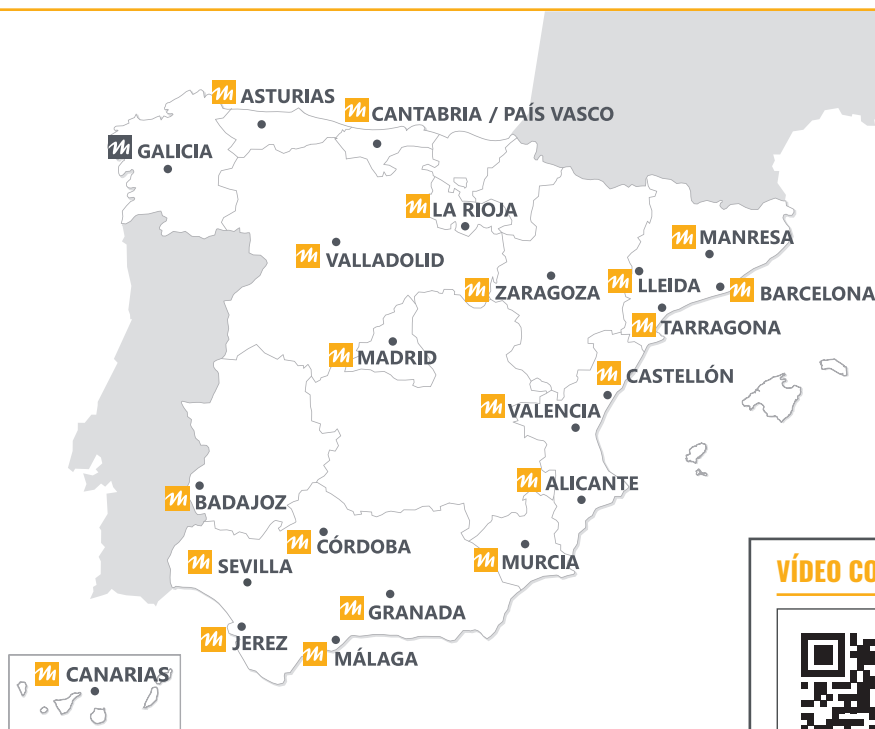 ASTURIAS
CANTABRIA / PAÍS VASCO
GALICIA
LA RIOJA
MANRESA
VALLADOLID
ZARAGOZA
LLEIDA
BARCELONA
TARRAGONA
MADRID
CASTELLÓN
VALENCIA
ALICANTE
BADAJOZ
CÓRDOBA
SEVILLA
MURCIA
VÍDEO CO
GRANADA
JEREZ
MÁLAGA
CANARIAS